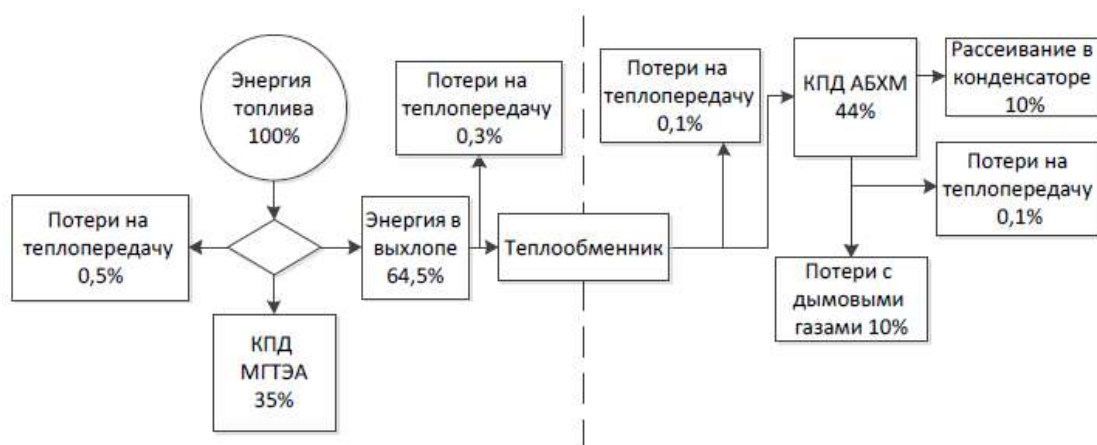 Энергия
топлива
100%
Потери на
теплопередачу
0,5%
КПД
МГТЭА
35%
Энергия в
выхлопе
64,5%
Потери на
теплопередачу
0,3%
Теплообменник
Потери на
теплопередачу
0,1%
КПД АБХМ
44%
Рассеивание в
конденсаторе
10%
Потери на
теплопередачу
0,1%
Потери с
дымовыми
газами 10%